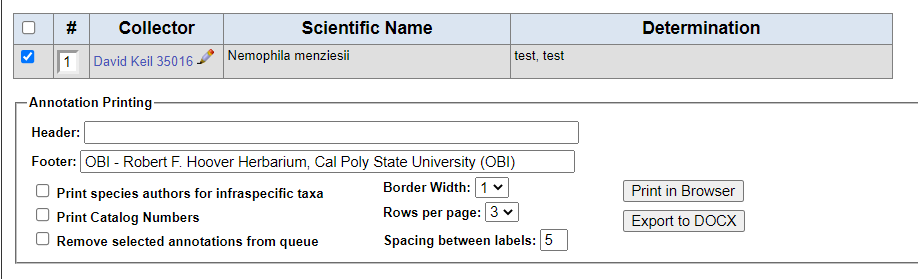 # Collector Scientific Name Determination
1 David Keil 35016 Nemophila menziesii test, test
Annotation Printing
Header:
Footer: OBI - Robert F. Hoover Herbarium, Cal Poly State University (OBI)
Print species authors for infraspecific taxa Border Width: 1 Print in Browser
Print Catalog Numbers Rows per page: 3 Export to DOCX
Remove selected annotations from queue Spacing between labels: 5